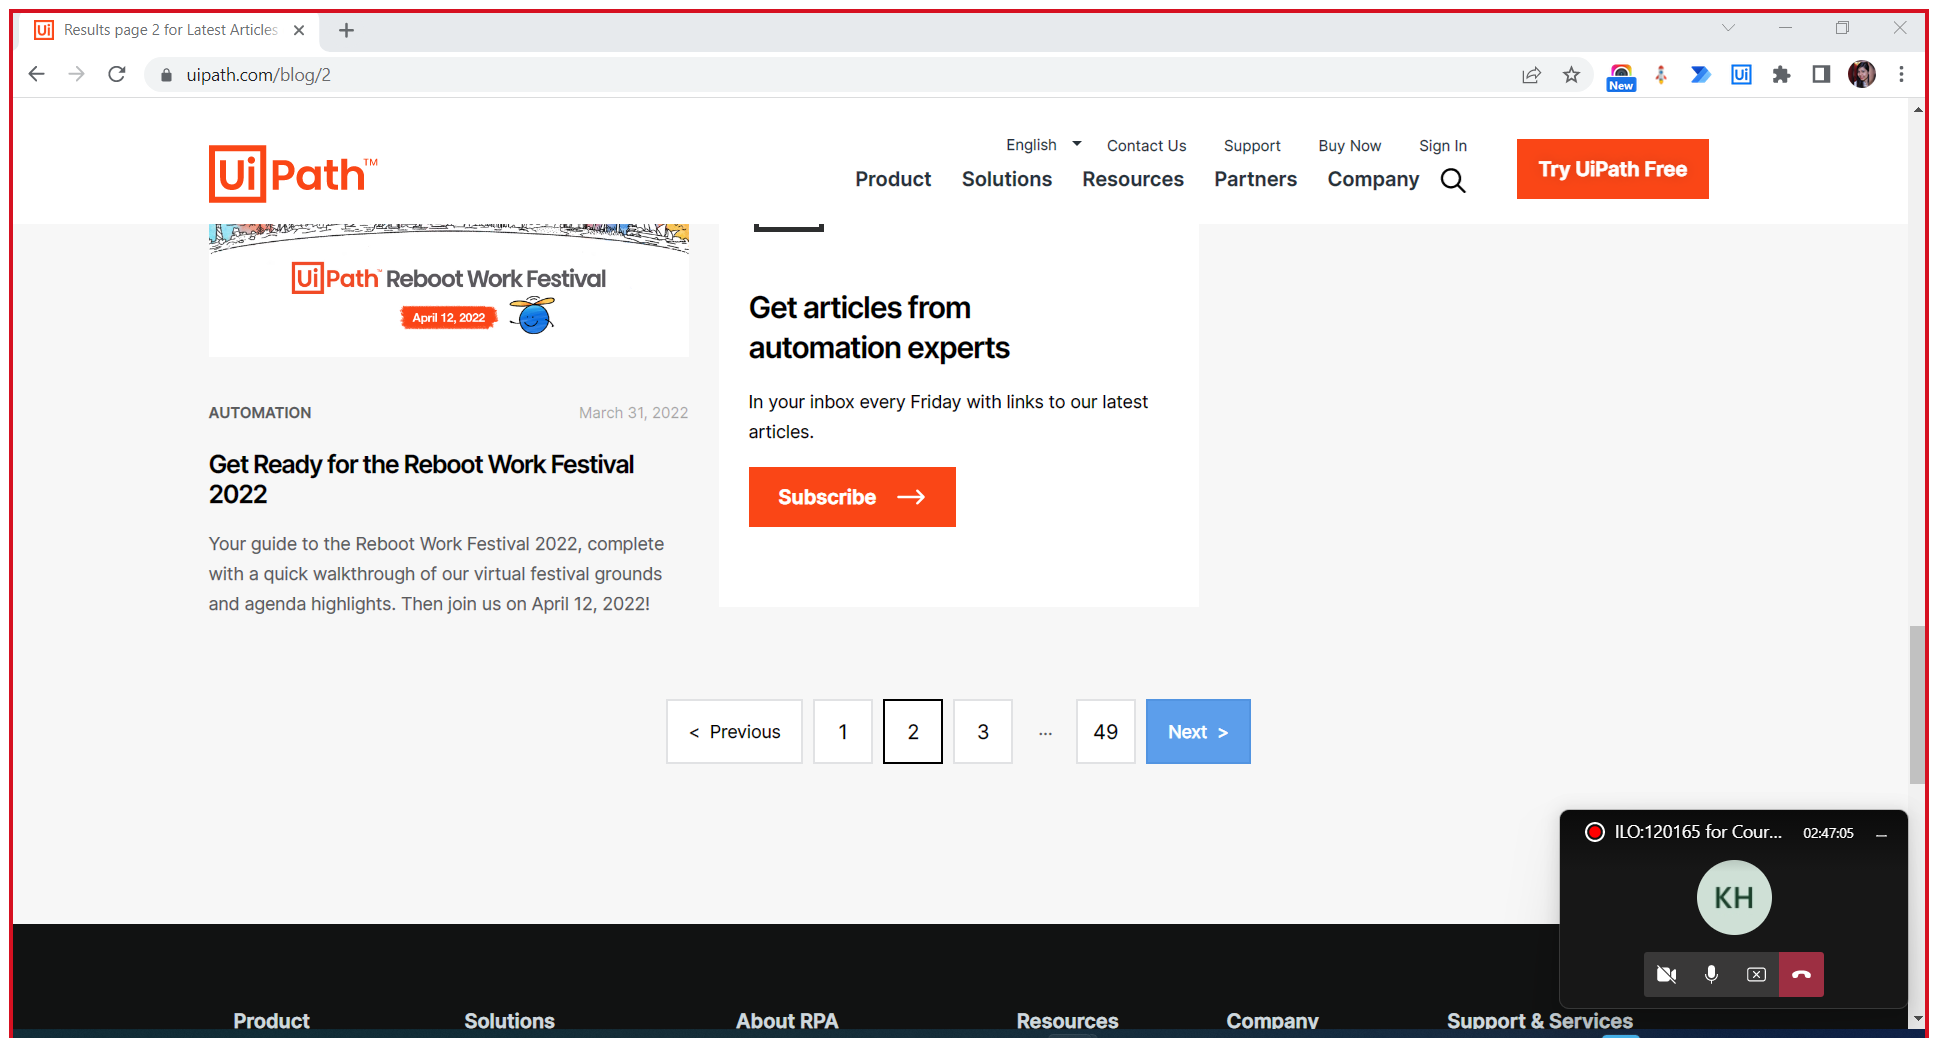 Ui Results page 2 for Latest Articles
uipath.com/blog/2
New
Ui
English Contact Us Support Buy Now Sign In
UiPath™
Product Solutions Resources Partners Company
Try UiPath Free
UiPath™ Reboot Work Festival
April 12, 2022
AUTOMATION March 31, 2022
Get Ready for the Reboot Work Festival
2022
Your guide to the Reboot Work Festival 2022, complete
with a quick walkthrough of our virtual festival grounds
and agenda highlights. Then join us on April 12, 2022!
Get articles from
automation experts
In your inbox every Friday with links to our latest
articles.
Subscribe →
< Previous 1 2 3 ... 49 Next >
ILO:120165 for Cour... 02:47:05
KH
Product Solutions About RPA Resources Company Support & Services